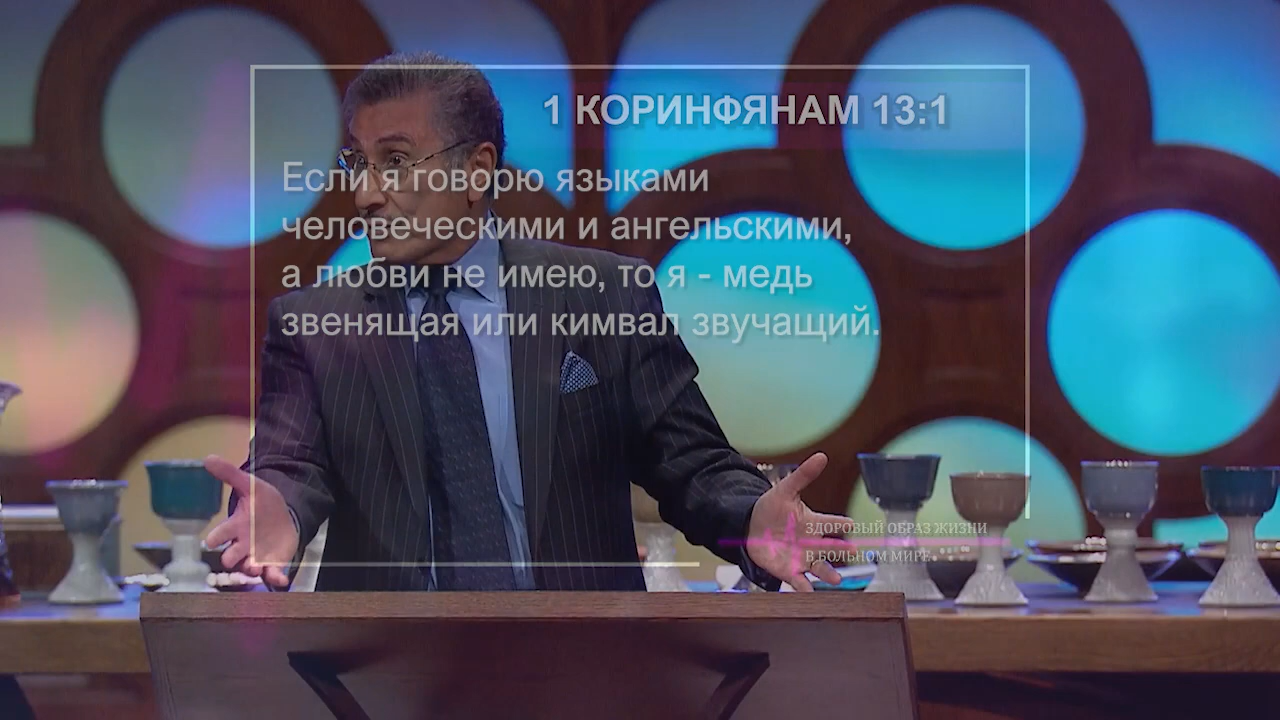 1 КОРИНФЯНАМ 13:1
Если я говорю языками
человеческими и ангельскими,
а любви не имею, то я - медь
звенящая или кимвал звучащий.
ЗДОРОВЫЙ ОБРАЗ ЖИЗНИ
В БОЛЬНОМ МИРЕ